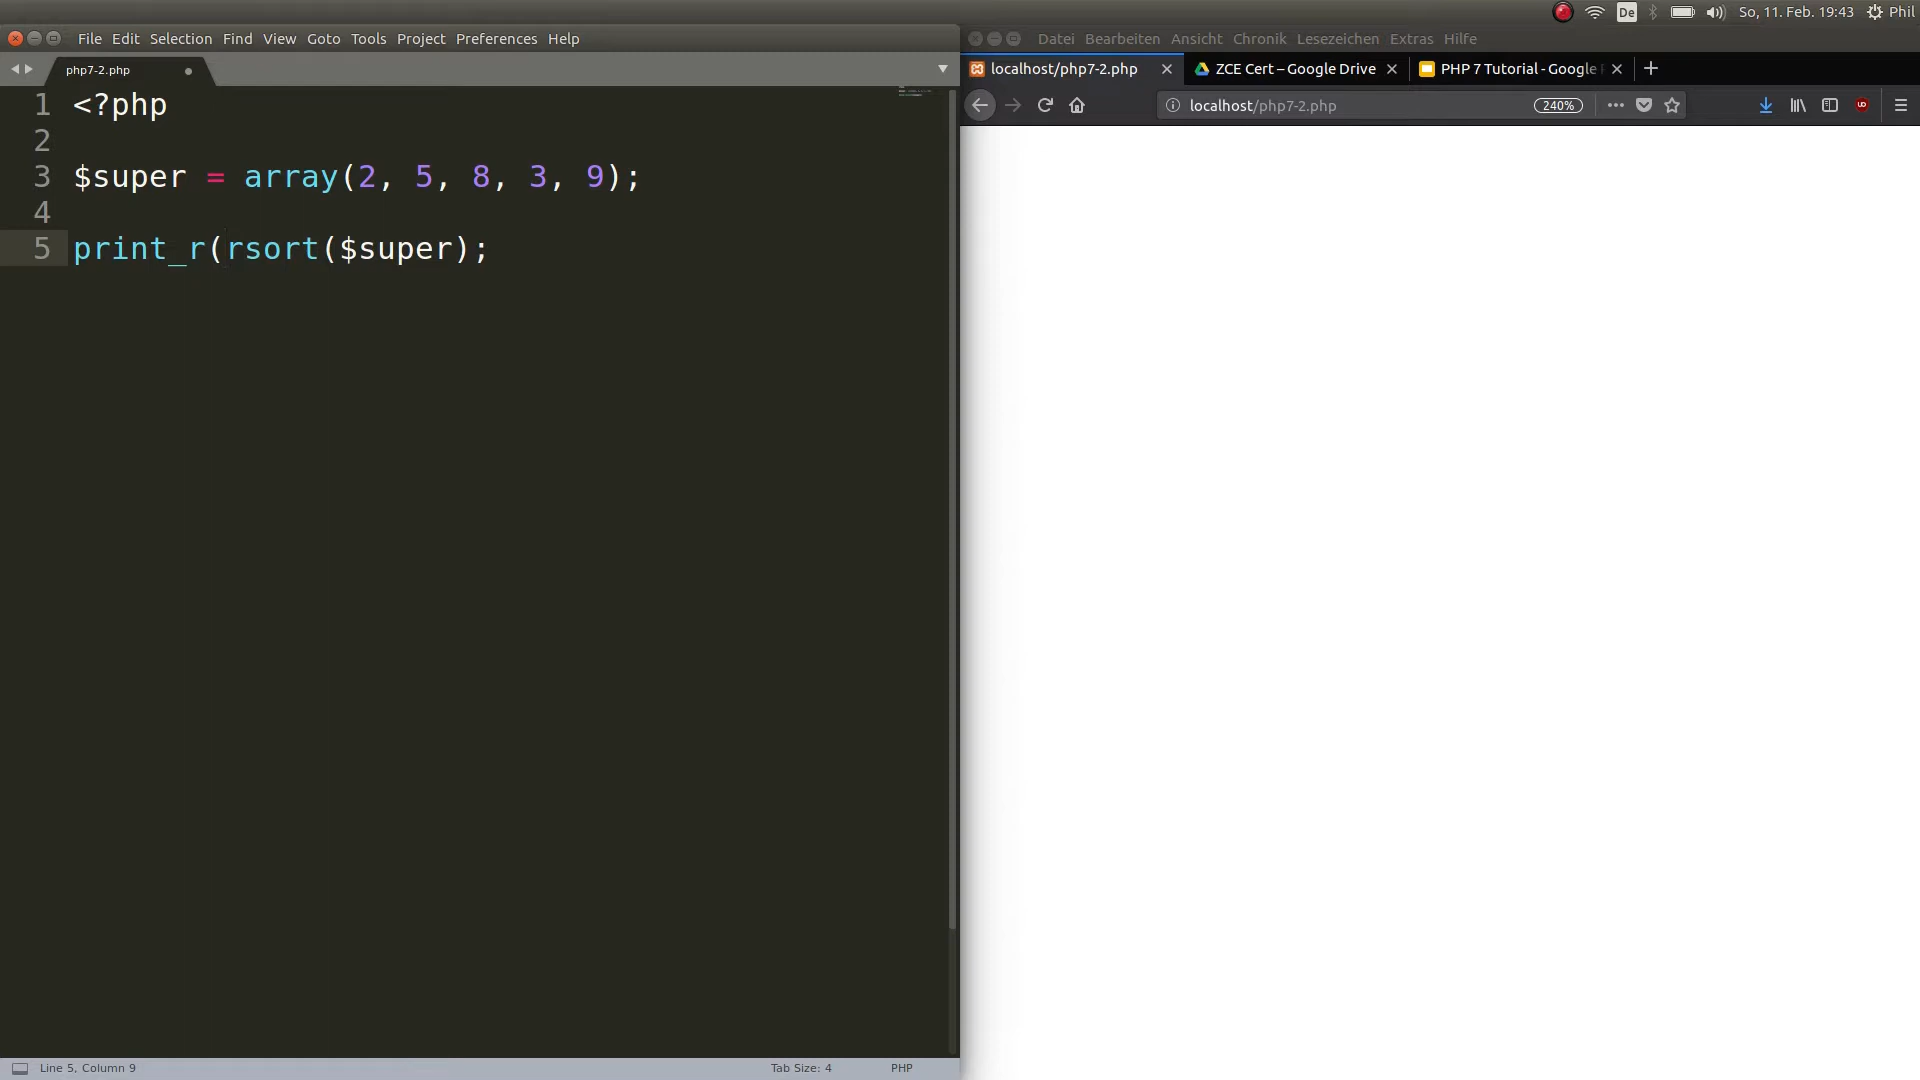 De So, 11. Feb. 19:43 Phil
File Edit Selection Find View Goto Tools Project Preferences Help
Datei Bearbeiten Ansicht Chronik Lesezeichen Extras Hilfe
php7-2.php
localhost/php7-2.php ZCE Cert – Google Drive PHP 7 Tutorial - Google
localhost/php7-2.php 240%
1 <?php
2
3 $super = array(2, 5, 8, 3, 9);
4
5 print_r(rsort($super);
Line 5, Column 9 Tab Size: 4 PHP